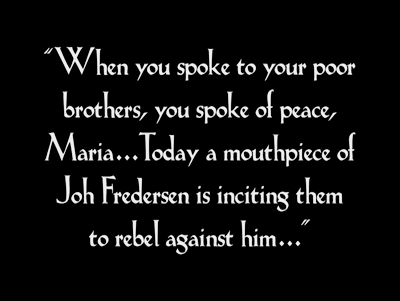 "When you spoke to your poor
brothers, you spoke of peace,
Maria...Today a mouthpiece of
Joh Fredersen is inciting them
to rebel against him..."